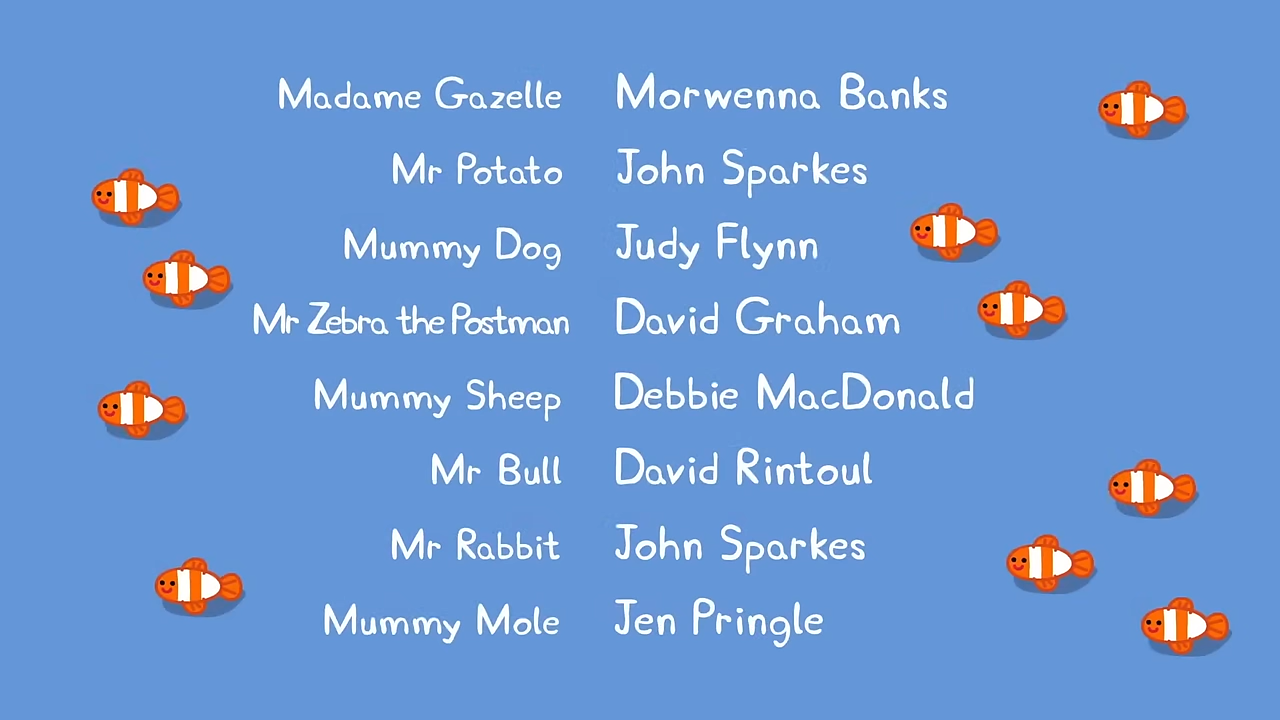 Madame Gazelle Morwenna Banks
Mr Potato John Sparkes
Mummy Dog Judy Flynn
Mr Zebra the Postman David Graham
Mummy Sheep Debbie MacDonald
Mr Bull David Rintoul
Mr Rabbit John Sparkes
Mummy Mole Jen Pringle